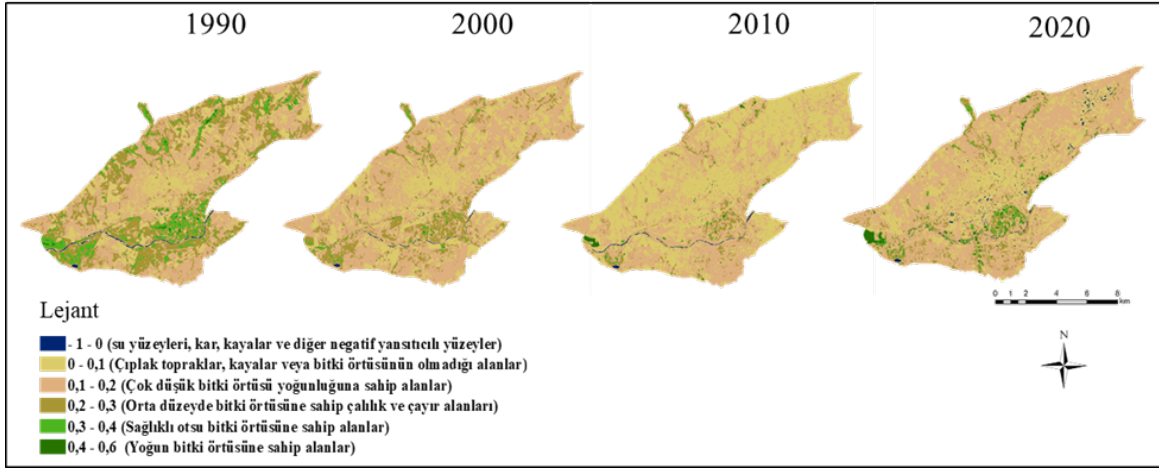 1990 2000 2010 2020
Lejant
- 1 - 0 (su yüzeyleri, kar, kayalar ve diğer negatif yansıtıcılı yüzeyler)
0 - 0,1 (Çıplak topraklar, kayalar veya bitki örtüsünün olmadığı alanlar)
0,1 - 0,2 (Çok düşük bitki örtüsü yoğunluğuna sahip alanlar)
0,2 - 0,3 (Orta düzeyde bitki örtüsüne sahip çalılık ve çayır alanları)
0,3 - 0,4 (Sağlıklı otsu bitki örtüsüne sahip alanlar)
0,4 - 0,6 (Yoğun bitki örtüsüne sahip alanlar)
0 1 2 4 6 8
km
N